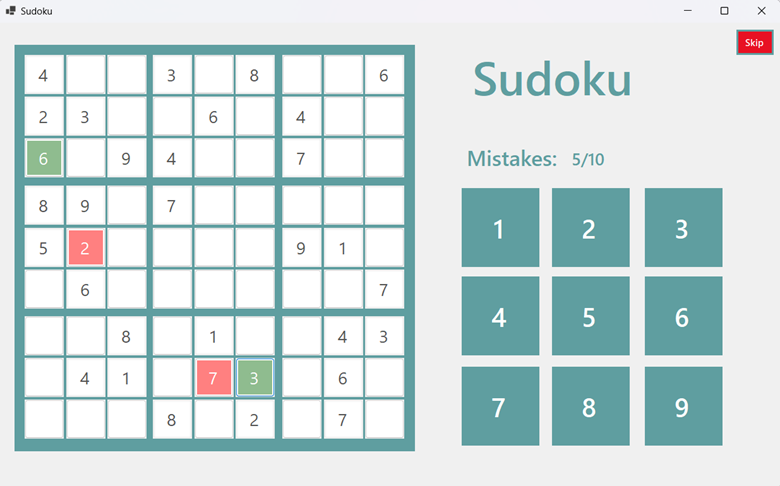 Sudoku
Skip
Sudoku
Mistakes: 5/10
4 3 8 6
2 3 6 4
6 9 4 7
8 9 7
5 2 9 1
6 7
8 1 4 3
4 1 7 3 6
8 2 7
1 2 3
4 5 6
7 8 9